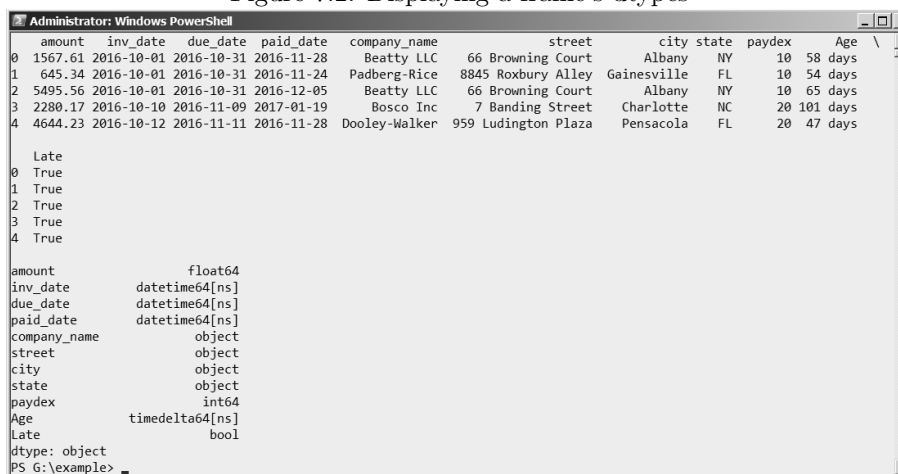 Administrator: Windows PowerShell
amount inv_date due_date paid_date company_name street city state paydex Age \
0 1567.61 2016-10-01 2016-10-31 2016-11-28 Beatty LLC 66 Browning Court Albany NY 10 58 days
1 645.34 2016-10-01 2016-10-31 2016-11-24 Padberg-Rice 8845 Roxbury Alley Gainesville FL 10 54 days
2 5495.56 2016-10-01 2016-10-31 2016-12-05 Beatty LLC 66 Browning Court Albany NY 10 65 days
3 2280.17 2016-10-10 2016-11-09 2017-01-19 Bosco Inc 7 Banding Street Charlotte NC 20 101 days
4 4644.23 2016-10-12 2016-11-11 2016-11-28 Dooley-Walker 959 Ludington Plaza Pensacola FL 20 47 days
Late
0 True
1 True
2 True
3 True
4 True
amount float64
inv_date datetime64[ns]
due_date datetime64[ns]
paid_date datetime64[ns]
company_name object
street object
city object
state object
paydex int64
Age timedelta64[ns]
Late bool
dtype: object
PS G:\example>